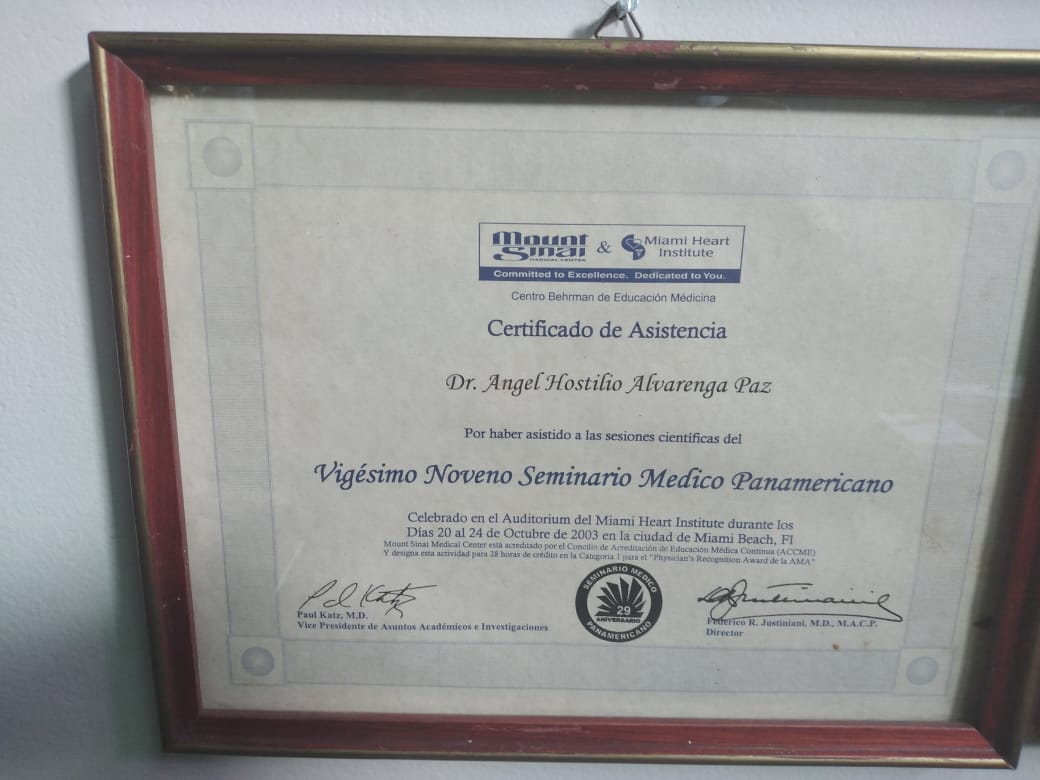 Mount Sinai MEDICAL CENTER & Miami Heart Institute
Committed to Excellence. Dedicated to You.
Centro Behrman de Educación Médicina
Certificado de Asistencia
Dr. Angel Hostilio Alvarenga Paz
Por haber asistido a las sesiones científicas del
Vigésimo Noveno Seminario Medico Panamericano
Celebrado en el Auditorium del Miami Heart Institute durante los
Días 20 al 24 de Octubre de 2003 en la ciudad de Miami Beach, Fl
Mount Sinai Medical Center está acreditado por el Concilio de Acreditación de Educación Médica Continua (ACCME)
Y designa esta actividad para 28 horas de crédito en la Categoria 1 para el "Physician's Recognition Award de la AMA"
SEMINARIO MEDICO
29
ANIVERSARIO
PANAMERICANO
Paul Katz, M.D.
Vice Presidente de Asuntos Académicos e Investigaciones
Federico R. Justiniani, M.D., M.A.C.P.
Director